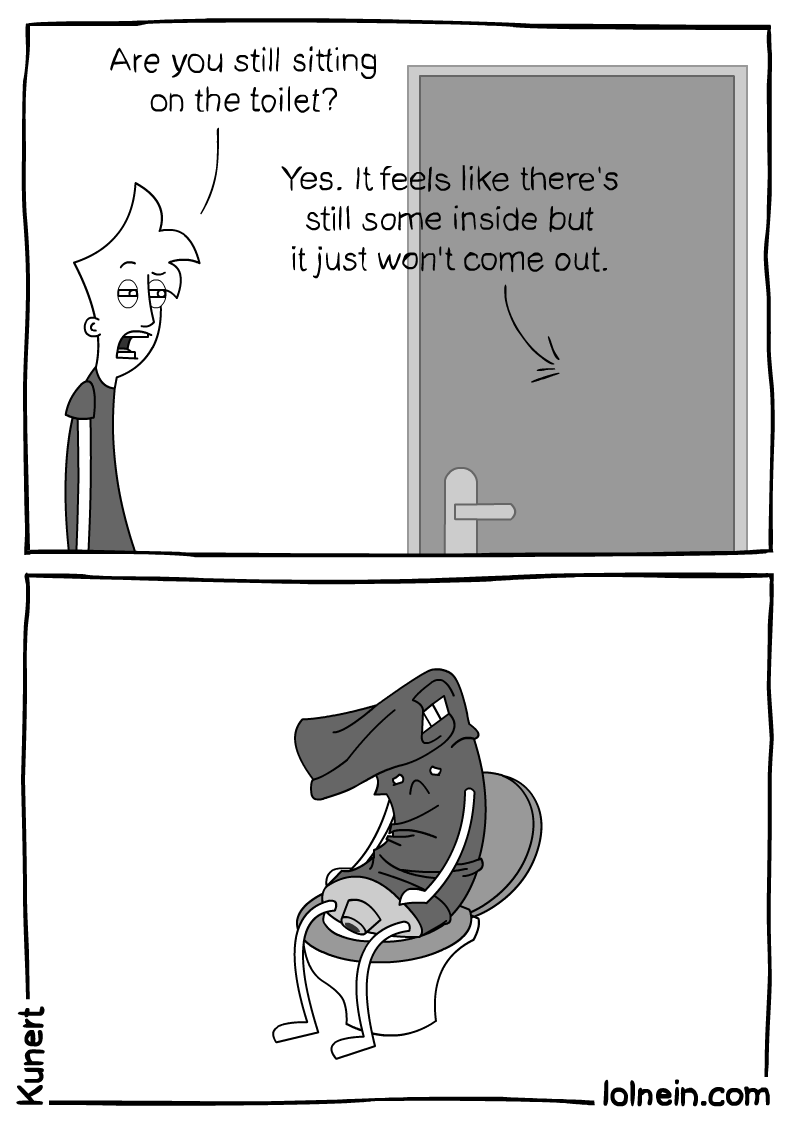 Are you still sitting
on the toilet?
Yes. It feels like there's
still some inside but
it just won't come out.
Kunert
lolnein.com